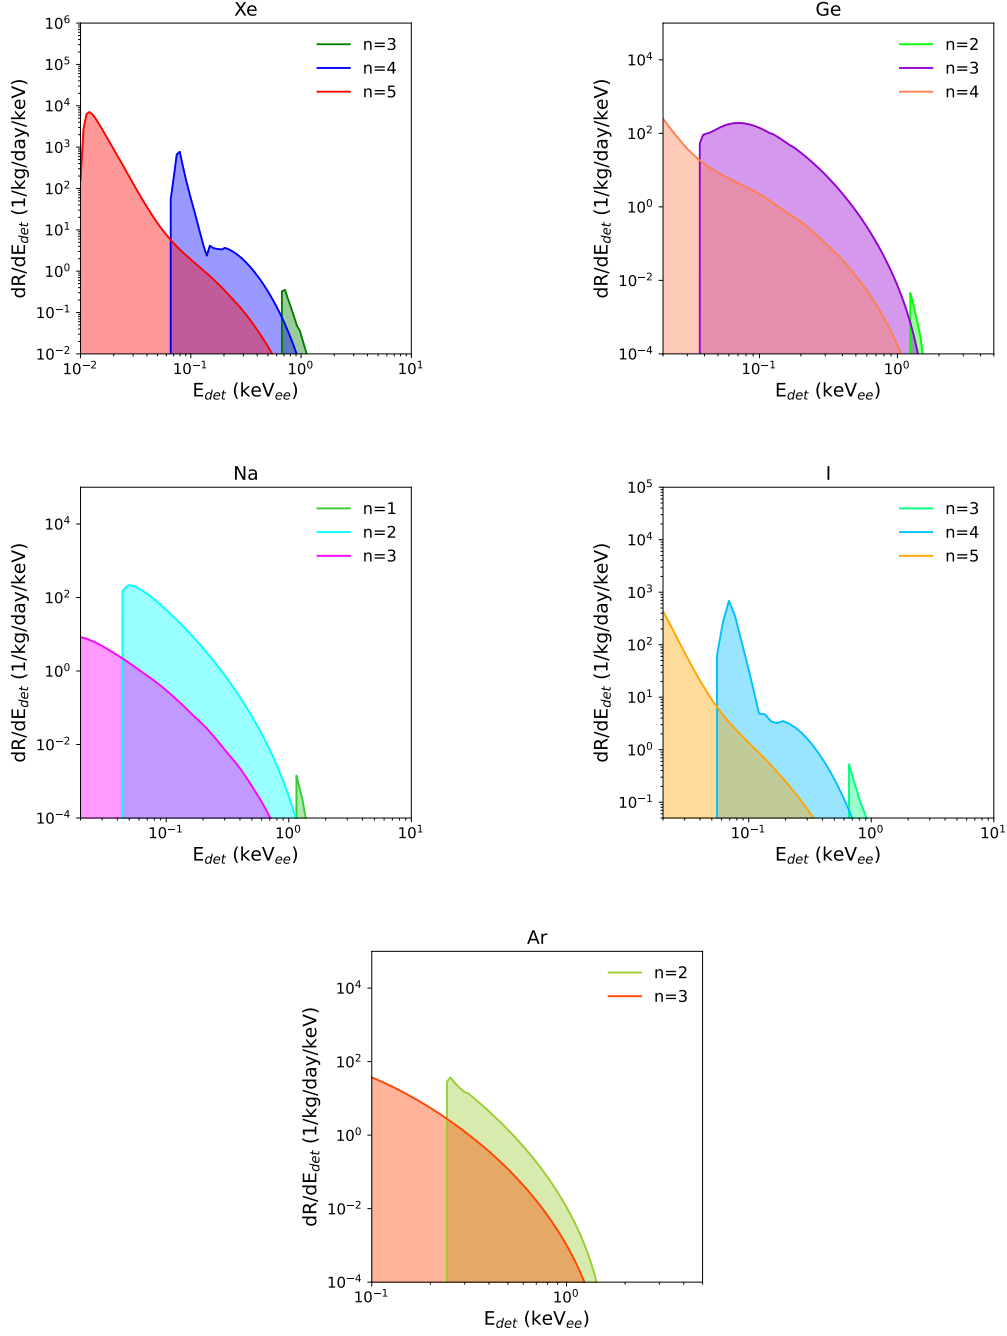 Xe
dR/dE_det (1/kg/day/keV)
10^6
10^5
10^4
10^3
10^2
10^1
10^0
10^−1
10^−2
n=3
n=4
n=5
10^−2 10^−1 10^0 10^1
E_det (keV_ee)
Ge
dR/dE_det (1/kg/day/keV)
10^4
10^2
10^0
10^−2
10^−4
n=2
n=3
n=4
10^−1 10^0
E_det (keV_ee)
Na
dR/dE_det (1/kg/day/keV)
10^4
10^2
10^0
10^−2
10^−4
n=1
n=2
n=3
10^−1 10^0 10^1
E_det (keV_ee)
I
dR/dE_det (1/kg/day/keV)
10^5
10^4
10^3
10^2
10^1
10^0
10^−1
n=3
n=4
n=5
10^−1 10^0 10^1
E_det (keV_ee)
Ar
dR/dE_det (1/kg/day/keV)
10^4
10^2
10^0
10^−2
10^−4
n=2
n=3
10^−1 10^0
E_det (keV_ee)